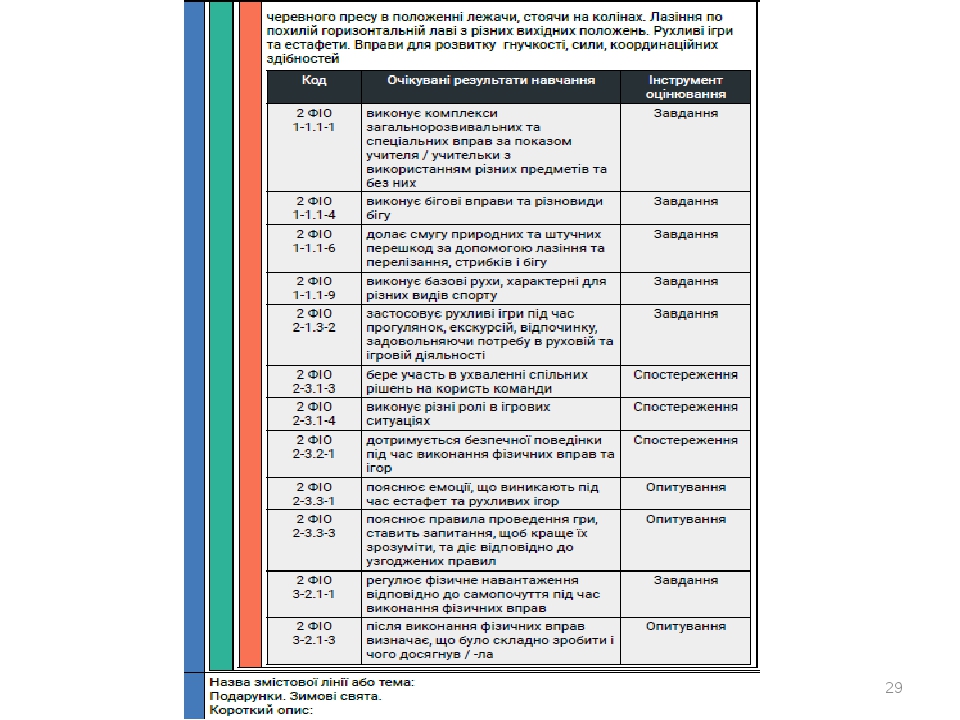 черевного пресу в положенні лежачи, стоячи на колінах. Лазіння по
похилій горизонтальній лаві з різних вихідних положень. Рухливі ігри
та естафети. Вправи для розвитку гнучкості, сили, координаційних
здібностей
Код Очікувані результати навчання Інструмент
оцінювання
2 ФІО
1-1.1-1
виконує комплекси
загальнорозвивальних та
спеціальних вправ за показом
учителя / учительки з
використанням різних предметів та
без них
Завдання
2 ФІО
1-1.1-4
виконує бігові вправи та різновиди
бігу
Завдання
2 ФІО
1-1.1-6
долає смугу природних та штучних
перешкод за допомогою лазіння та
перелізання, стрибків і бігу
Завдання
2 ФІО
1-1.1-9
виконує базові рухи, характерні для
різних видів спорту
Завдання
2 ФІО
2-1.3-2
застосовує рухливі ігри під час
прогулянок, екскурсій, відпочинку,
задовольняючи потребу в руховій та
ігровій діяльності
Завдання
2 ФІО
2-3.1-3
бере участь в ухваленні спільних
рішень на користь команди
Спостереження
2 ФІО
2-3.1-4
виконує різні ролі в ігрових
ситуаціях
Спостереження
2 ФІО
2-3.2-1
дотримується безпечної поведінки
під час виконання фізичних вправ та
ігор
Спостереження
2 ФІО
2-3.3-1
пояснює емоції, що виникають під
час естафет та рухливих ігор
Опитування
2 ФІО
2-3.3-3
пояснює правила проведення гри,
ставить запитання, щоб краще їх
зрозуміти, та діє відповідно до
узгоджених правил
Опитування
2 ФІО
3-2.1-1
регулює фізичне навантаження
відповідно до самопочуття під час
виконання фізичних вправ
Завдання
2 ФІО
3-2.1-3
після виконання фізичних вправ
визначає, що було складно зробити і
чого досягнув / -ла
Опитування
Назва змістової лінії або тема:
Подарунки. Зимові свята.
Короткий опис:
29